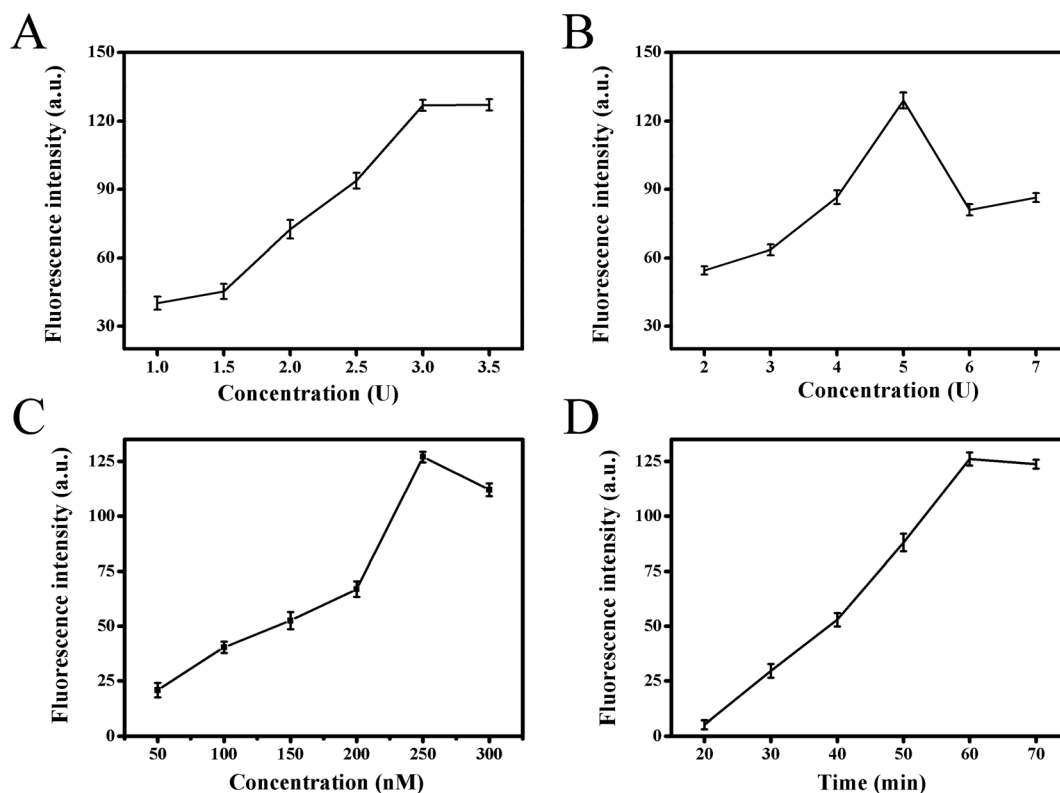 A
Fluorescence intensity (a.u.)
150
120
90
60
30
1.0 1.5 2.0 2.5 3.0 3.5
Concentration (U)
B
Fluorescence intensity (a.u.)
150
120
90
60
30
2 3 4 5 6 7
Concentration (U)
C
Fluorescence intensity (a.u.)
125
100
75
50
25
0
50 100 150 200 250 300
Concentration (nM)
D
Fluorescence intensity (a.u.)
125
100
75
50
25
0
20 30 40 50 60 70
Time (min)